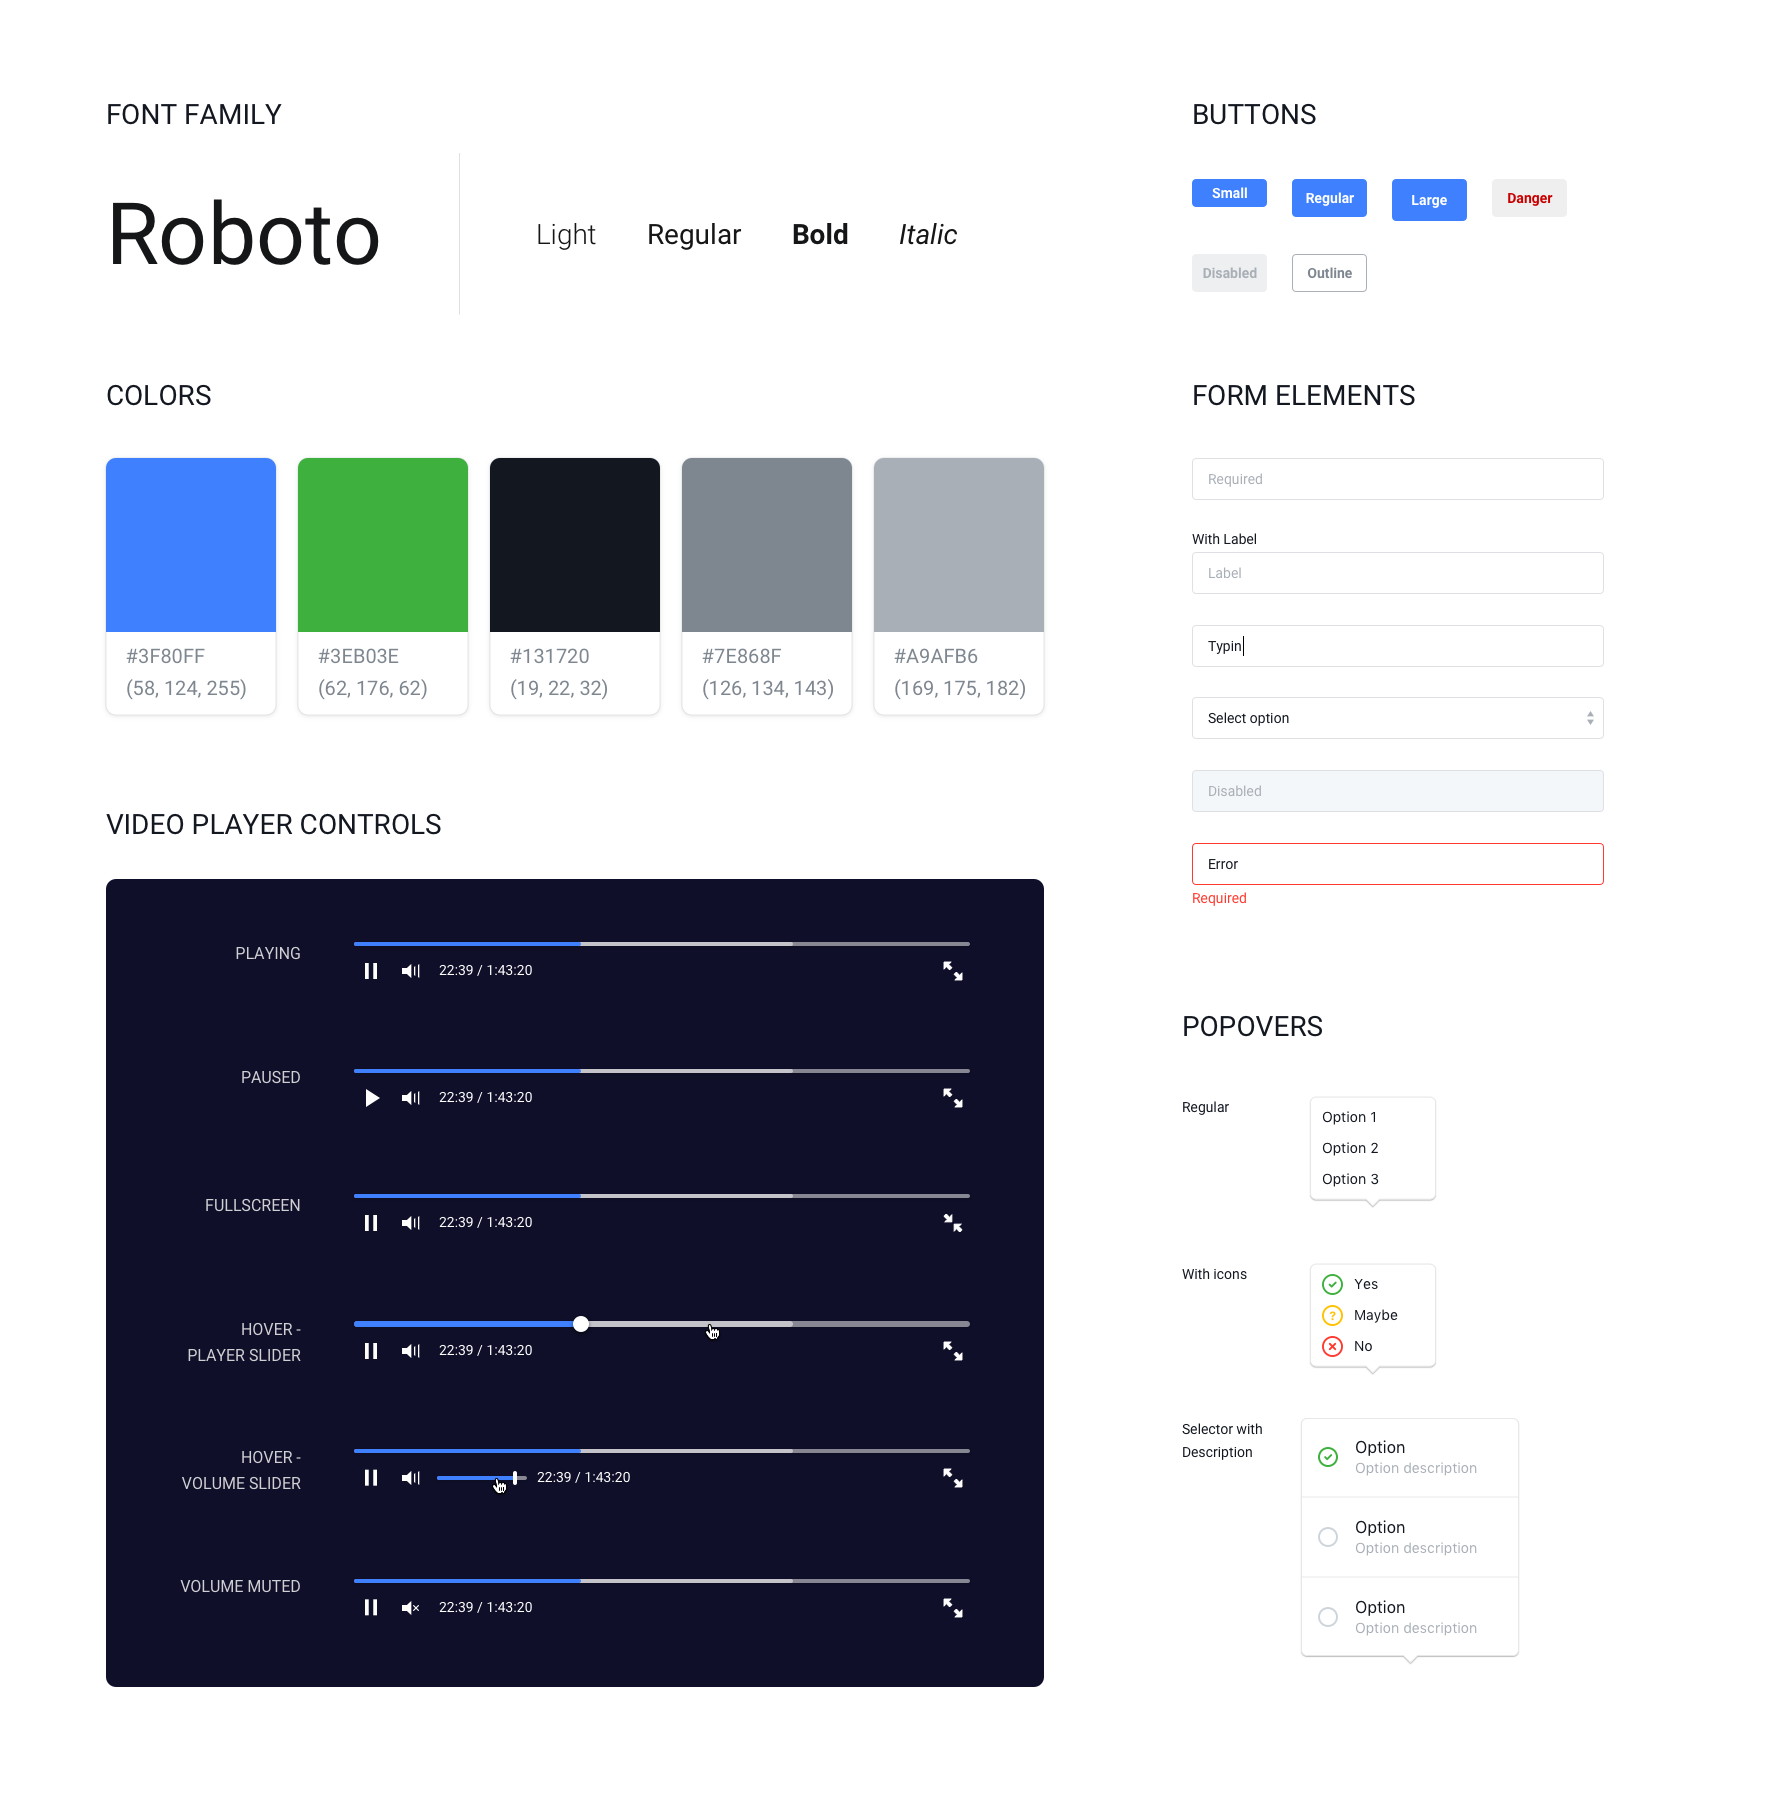 FONT FAMILY
Roboto
Light Regular Bold Italic
COLORS
#3F80FF
(58, 124, 255)
#3EB03E
(62, 176, 62)
#131720
(19, 22, 32)
#7E868F
(126, 134, 143)
#A9AFB6
(169, 175, 182)
VIDEO PLAYER CONTROLS
PLAYING
22:39 / 1:43:20
PAUSED
22:39 / 1:43:20
FULLSCREEN
22:39 / 1:43:20
HOVER -
PLAYER SLIDER
22:39 / 1:43:20
HOVER -
VOLUME SLIDER
22:39 / 1:43:20
VOLUME MUTED
22:39 / 1:43:20
BUTTONS
Small Regular Large Danger
Disabled Outline
FORM ELEMENTS
Required
With Label
Label
Typin
Select option
Disabled
Error
Required
POPOVERS
Regular
Option 1
Option 2
Option 3
With icons
Yes
? Maybe
No
Selector with
Description
Option
Option description
Option
Option description
Option
Option description